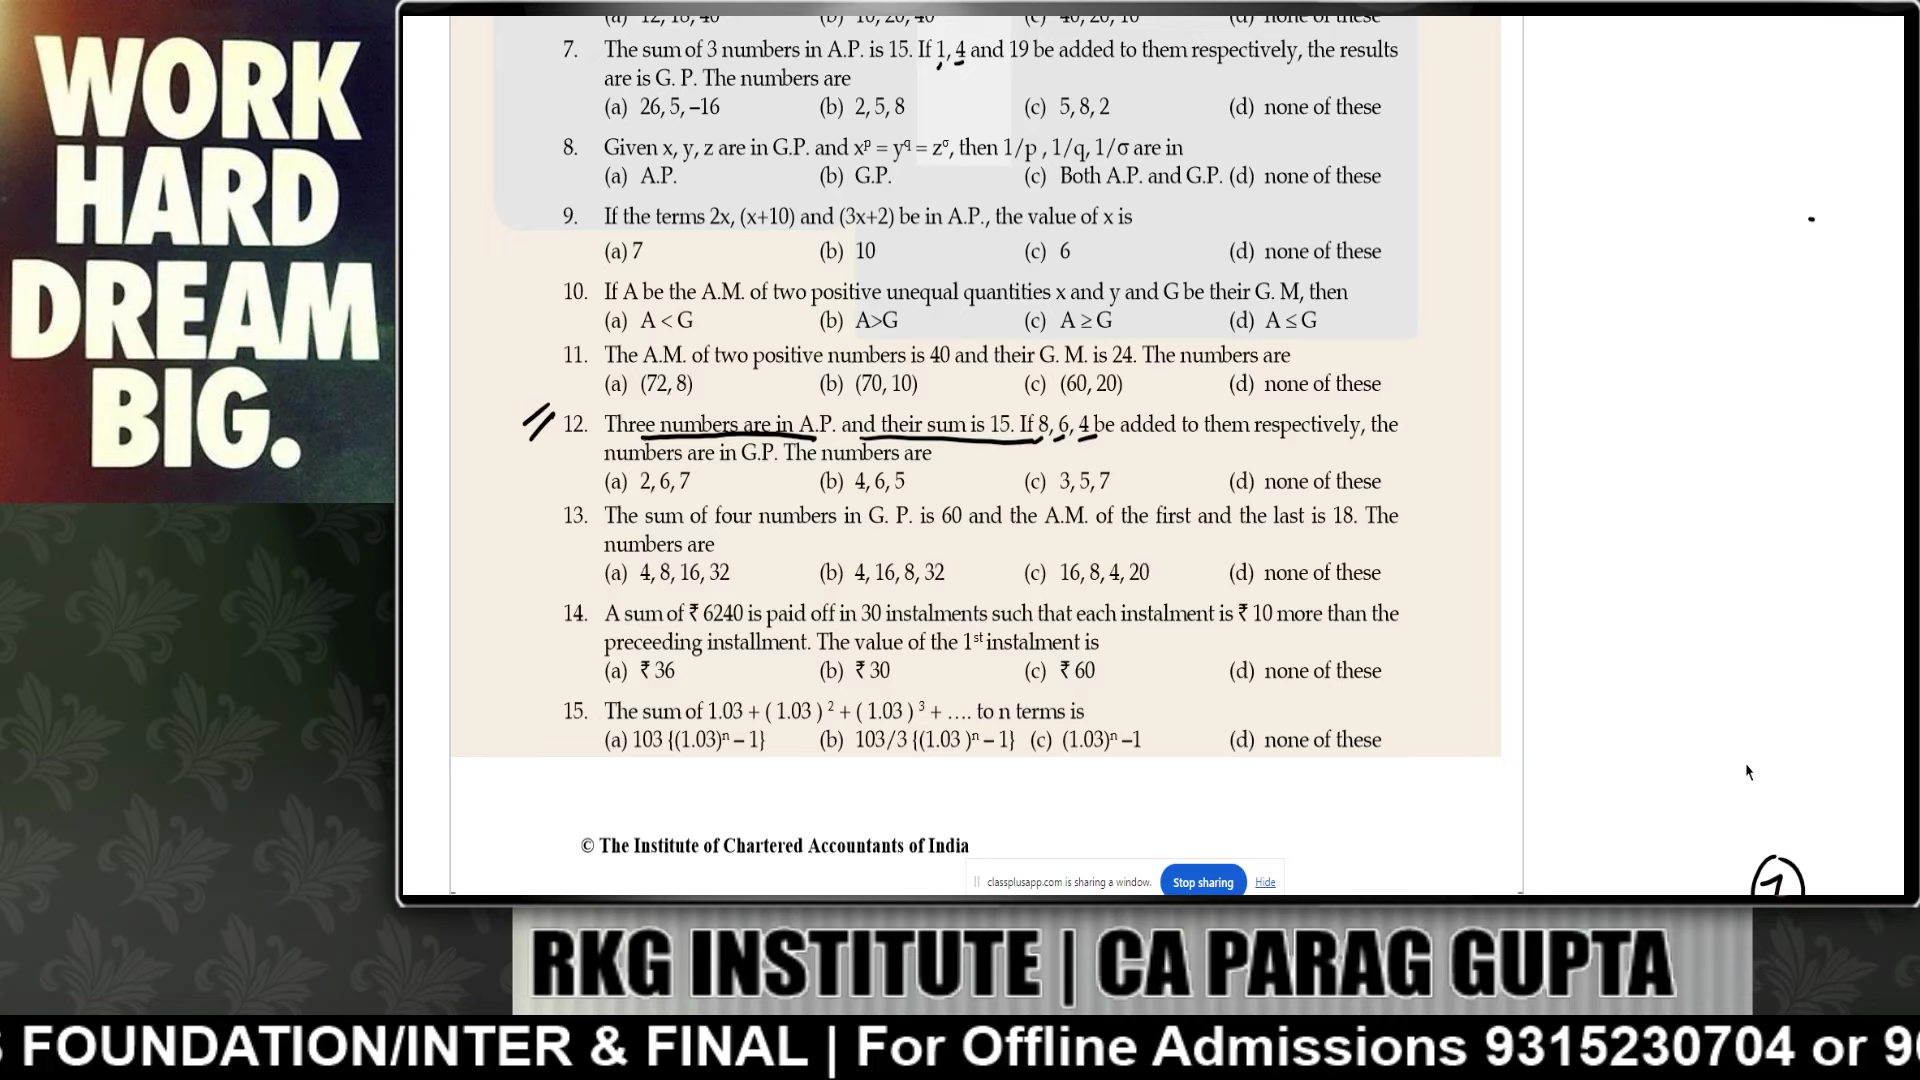 WORK
HARD
DREAM
BIG.
(a) 12, 18, 40 (b) 10, 20, 40 (c) 40, 20, 10 (d) none of these
7. The sum of 3 numbers in A.P. is 15. If 1, 4 and 19 be added to them respectively, the results
are is G. P. The numbers are
(a) 26, 5, –16 (b) 2, 5, 8 (c) 5, 8, 2 (d) none of these
8. Given x, y, z are in G.P. and xᵖ = y^q = z^σ, then 1/p , 1/q, 1/σ are in
(a) A.P. (b) G.P. (c) Both A.P. and G.P. (d) none of these
9. If the terms 2x, (x+10) and (3x+2) be in A.P., the value of x is
(a) 7 (b) 10 (c) 6 (d) none of these
10. If A be the A.M. of two positive unequal quantities x and y and G be their G. M, then
(a) A < G (b) A>G (c) A ≥ G (d) A ≤ G
11. The A.M. of two positive numbers is 40 and their G. M. is 24. The numbers are
(a) (72, 8) (b) (70, 10) (c) (60, 20) (d) none of these
12. Three numbers are in A.P. and their sum is 15. If 8, 6, 4 be added to them respectively, the
numbers are in G.P. The numbers are
(a) 2, 6, 7 (b) 4, 6, 5 (c) 3, 5, 7 (d) none of these
13. The sum of four numbers in G. P. is 60 and the A.M. of the first and the last is 18. The
numbers are
(a) 4, 8, 16, 32 (b) 4, 16, 8, 32 (c) 16, 8, 4, 20 (d) none of these
14. A sum of ₹ 6240 is paid off in 30 instalments such that each instalment is ₹ 10 more than the
preceeding installment. The value of the 1ˢᵗ instalment is
(a) ₹ 36 (b) ₹ 30 (c) ₹ 60 (d) none of these
15. The sum of 1.03 + ( 1.03 ) ² + ( 1.03 ) ³ + …. to n terms is
(a) 103 {(1.03)ⁿ – 1} (b) 103/3 {(1.03 )ⁿ – 1} (c) (1.03)ⁿ –1 (d) none of these
© The Institute of Chartered Accountants of India
classplusapp.com is sharing a window. Stop sharing Hide
RKG INSTITUTE | CA PARAG GUPTA
FOUNDATION/INTER & FINAL | For Offline Admissions 9315230704 or